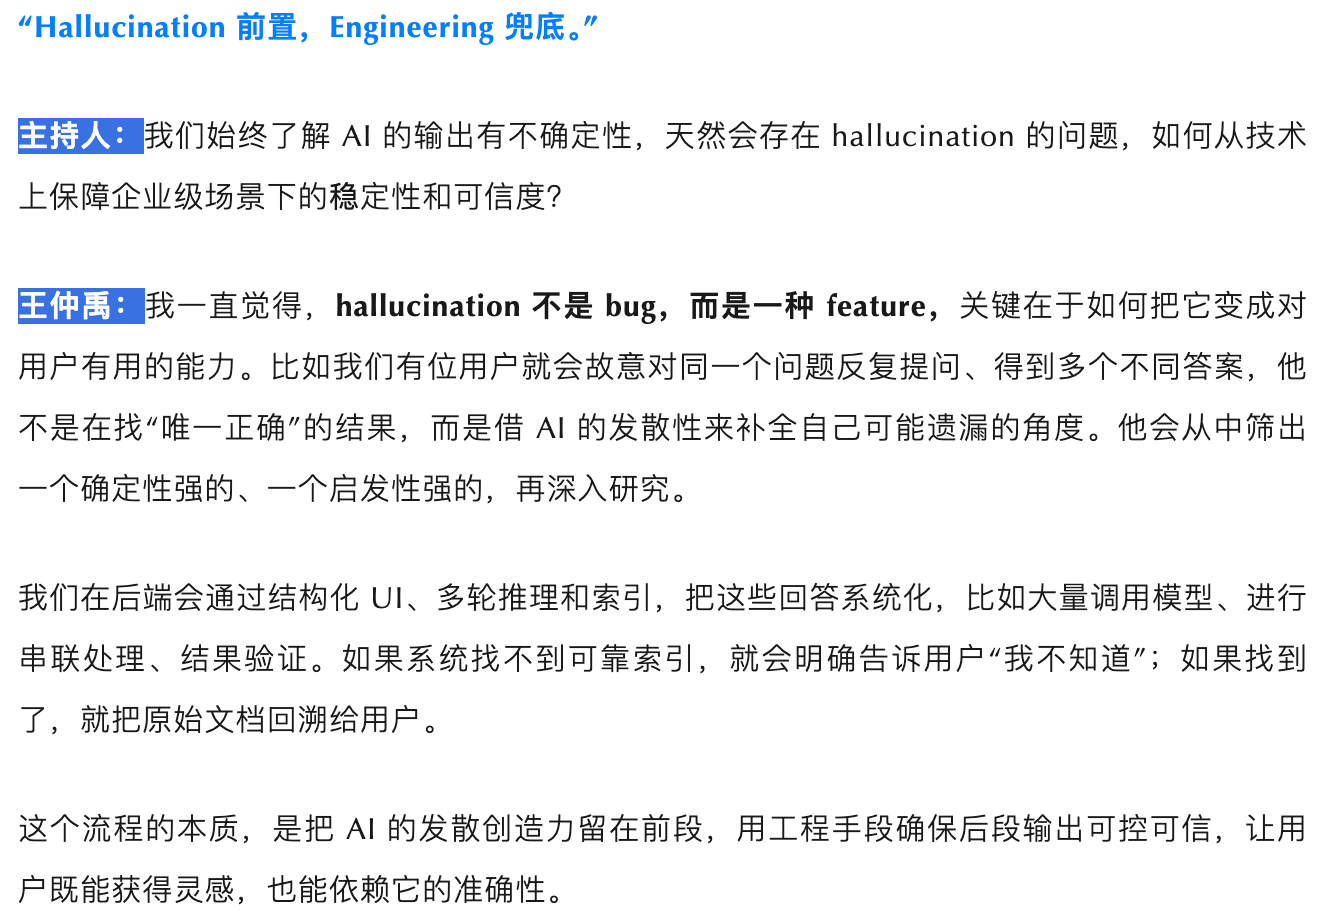 “Hallucination 前置，Engineering 兜底。”
主持人：我们始终了解 AI 的输出有不确定性，天然会存在 hallucination 的问题，如何从技术
上保障企业级场景下的稳定性和可信度？
王仲禹：我一直觉得，hallucination 不是 bug，而是一种 feature，关键在于如何把它变成对
用户有用的能力。比如我们有位用户就会故意对同一个问题反复提问、得到多个不同答案，他
不是在找“唯一正确”的结果，而是借 AI 的发散性来补全自己可能遗漏的角度。他会从中筛出
一个确定性强的、一个启发性强的，再深入研究。
我们在后端会通过结构化 UI、多轮推理和索引，把这些回答系统化，比如大量调用模型、进行
串联处理、结果验证。如果系统找不到可靠索引，就会明确告诉用户“我不知道”；如果找到
了，就把原始文档回溯给用户。
这个流程的本质，是把 AI 的发散创造力留在前段，用工程手段确保后段输出可控可信，让用
户既能获得灵感，也能依赖它的准确性。